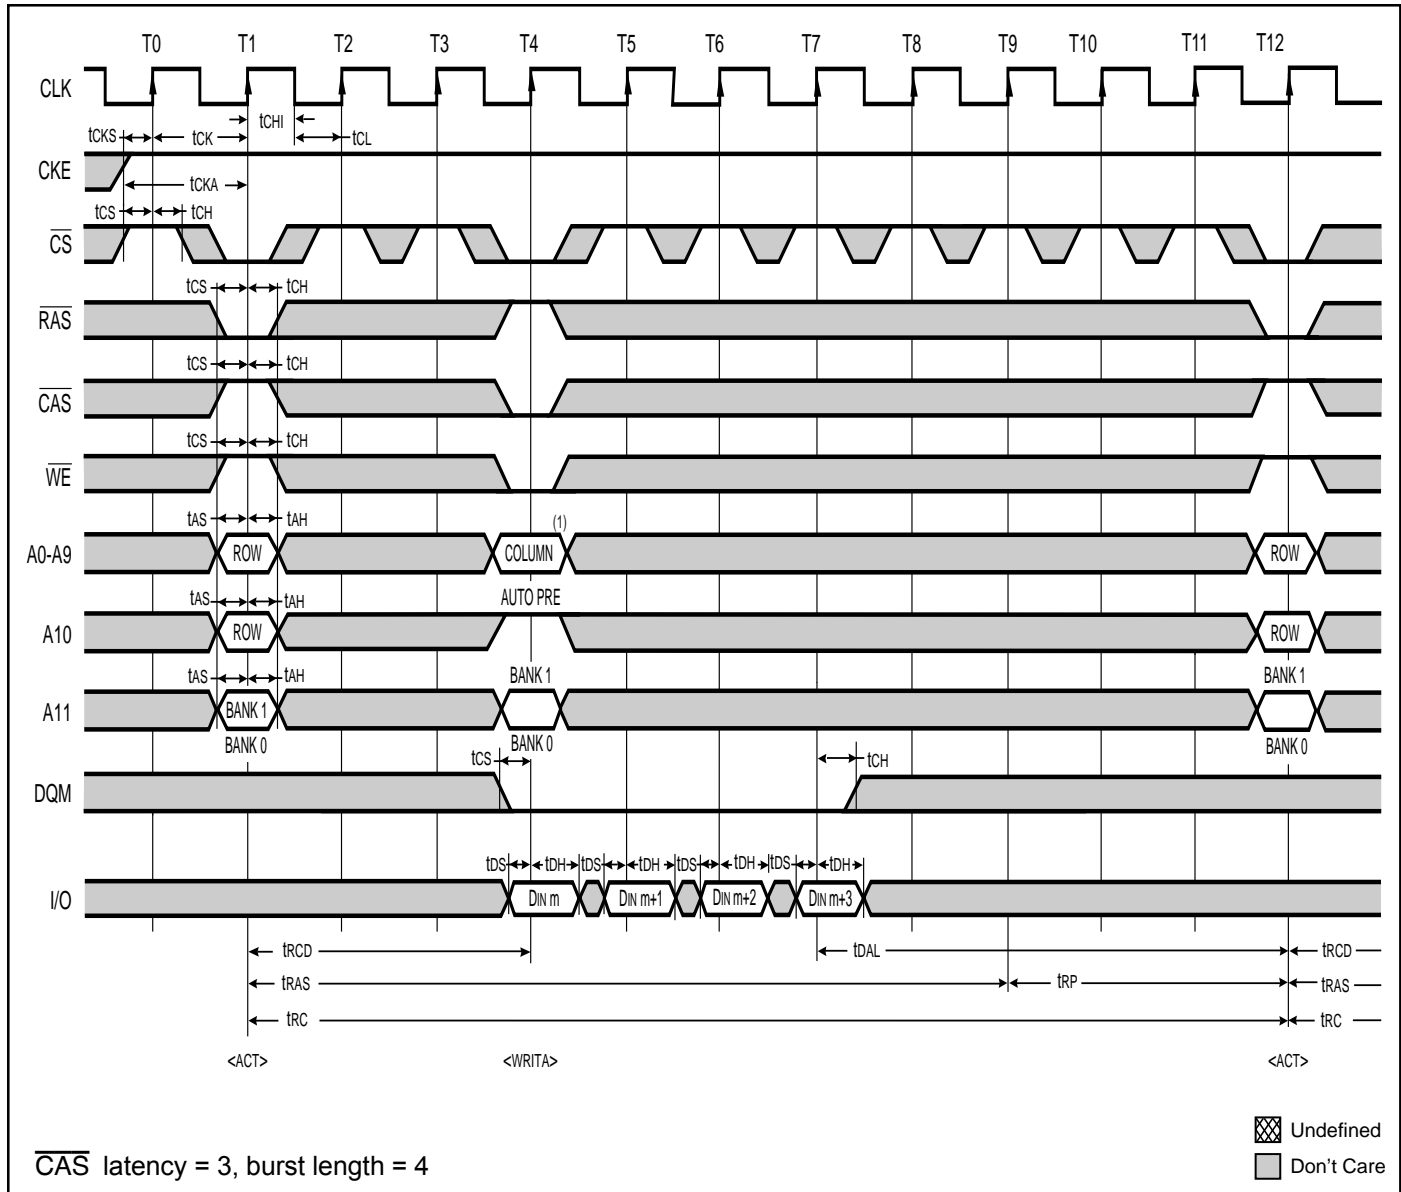 T0 T1 T2 T3 T4 T5 T6 T7 T8 T9 T10 T11 T12
CLK
tCHI
tCKS tCK tCL
CKE
tCKA
tCS tCH
CS
tCS tCH
RAS
tCS tCH
CAS
tCS tCH
WE
tAS tAH (1)
A0-A9 ROW COLUMN ROW
tAS tAH AUTO PRE
A10 ROW ROW
tAS tAH BANK 1 BANK 1
A11 BANK 1
BANK 0 BANK 0 BANK 0
tCS tCH
DQM
tDS tDH tDS tDH tDS tDH tDS tDH
I/O DIN m DIN m+1 DIN m+2 DIN m+3
tRCD tDAL tRCD
tRAS tRP tRAS
tRC tRC
<ACT> <WRITA> <ACT>
Undefined
CAS latency = 3, burst length = 4 Don't Care